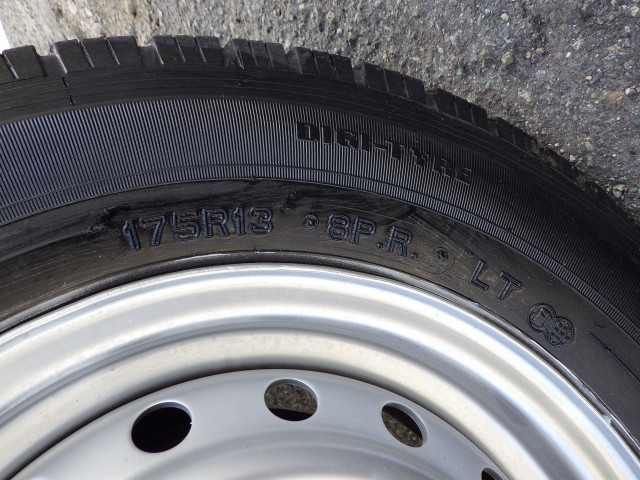 DIGI-TYRE
175R13 • 8P.R. • LT